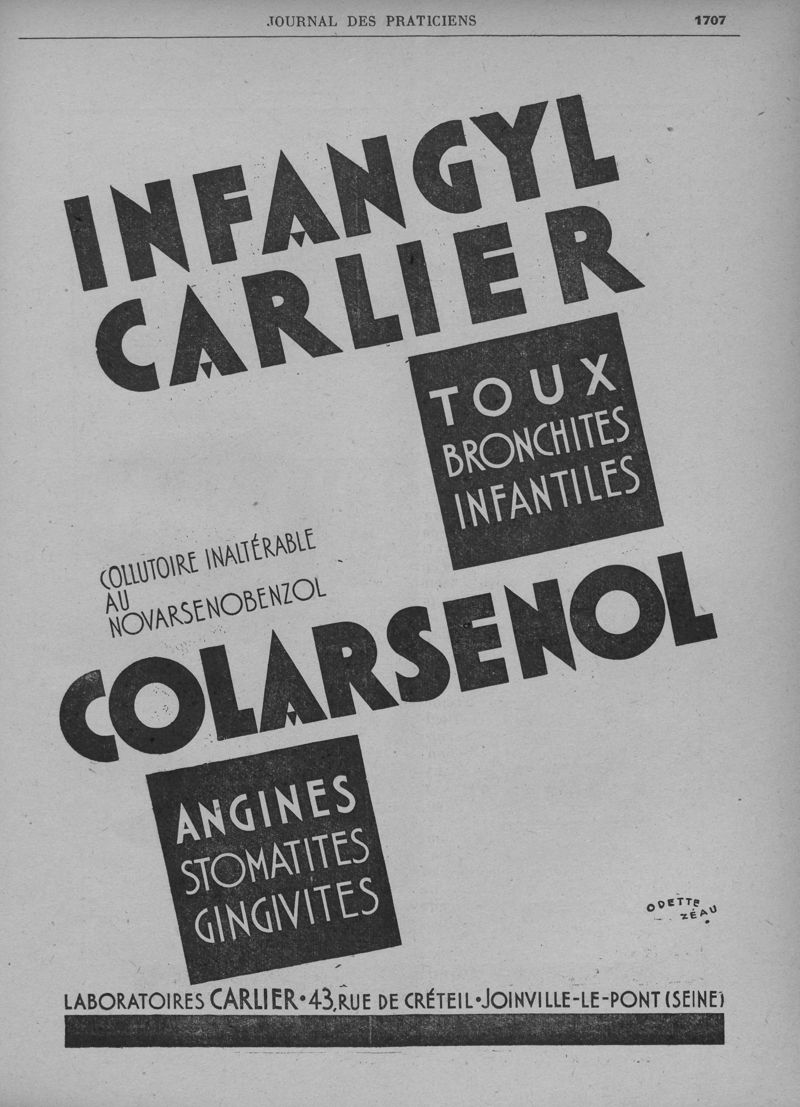 JOURNAL DES PRATICIENS 1707
INFANGYL
CARLIER
TOUX
BRONCHITES
INFANTILES
COLLUTOIRE INALTÉRABLE
AU
NOVARSENOBENZOL
COLARSENOL
ANGINES
STOMATITES
GINGIVITES
ODETTE
ZÉAU
LABORATOIRES CARLIER • 43, RUE DE CRÉTEIL • JOINVILLE-LE-PONT (SEINE)